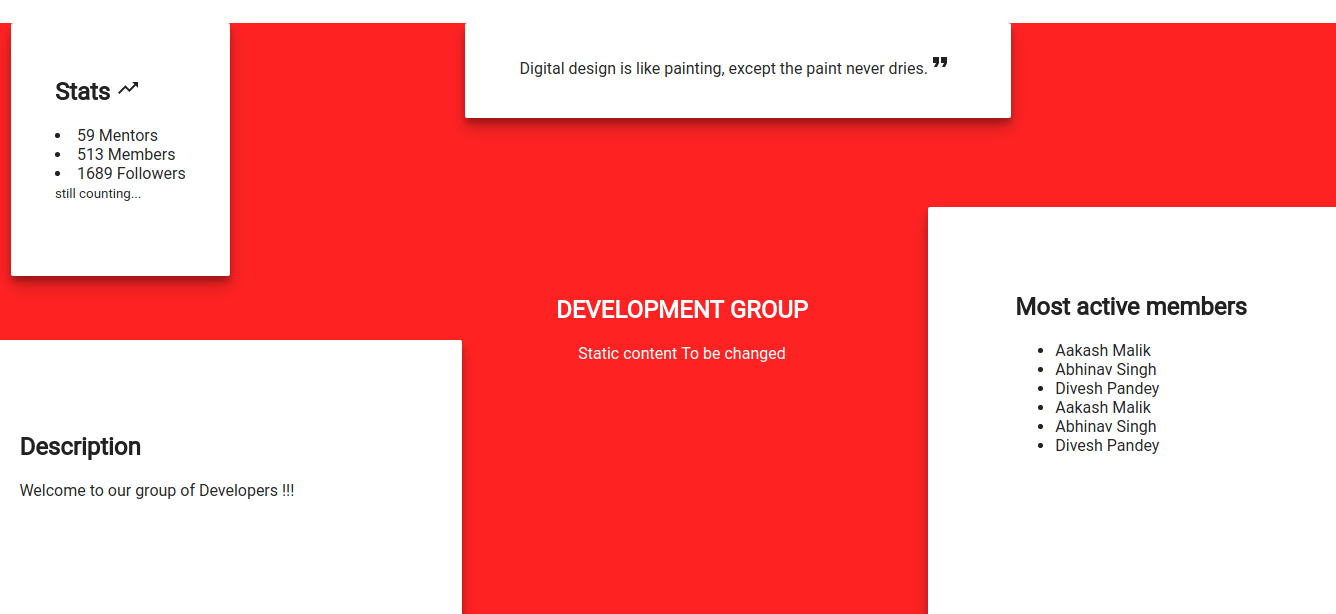 Stats
59 Mentors
513 Members
1689 Followers
still counting...
Digital design is like painting, except the paint never dries. ”
DEVELOPMENT GROUP
Static content To be changed
Description
Welcome to our group of Developers !!!
Most active members
Aakash Malik
Abhinav Singh
Divesh Pandey
Aakash Malik
Abhinav Singh
Divesh Pandey